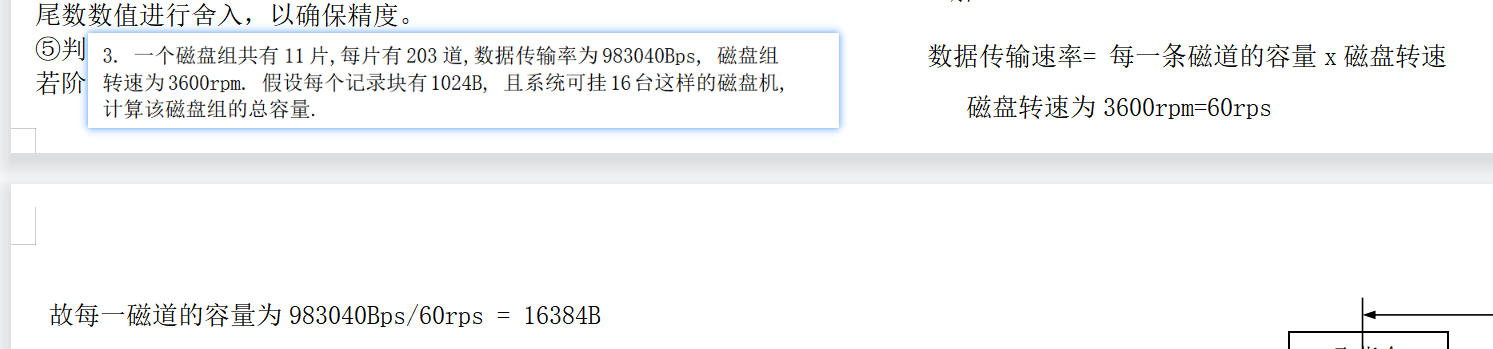 尾数数值进行舍入，以确保精度。
⑤判
若阶
3. 一个磁盘组共有 11 片,每片有 203 道,数据传输率为 983040Bps, 磁盘组
转速为 3600rpm. 假设每个记录块有 1024B, 且系统可挂 16 台这样的磁盘机,
计算该磁盘组的总容量.
数据传输速率= 每一条磁道的容量 x 磁盘转速
磁盘转速为 3600rpm=60rps
故每一磁道的容量为 983040Bps/60rps = 16384B